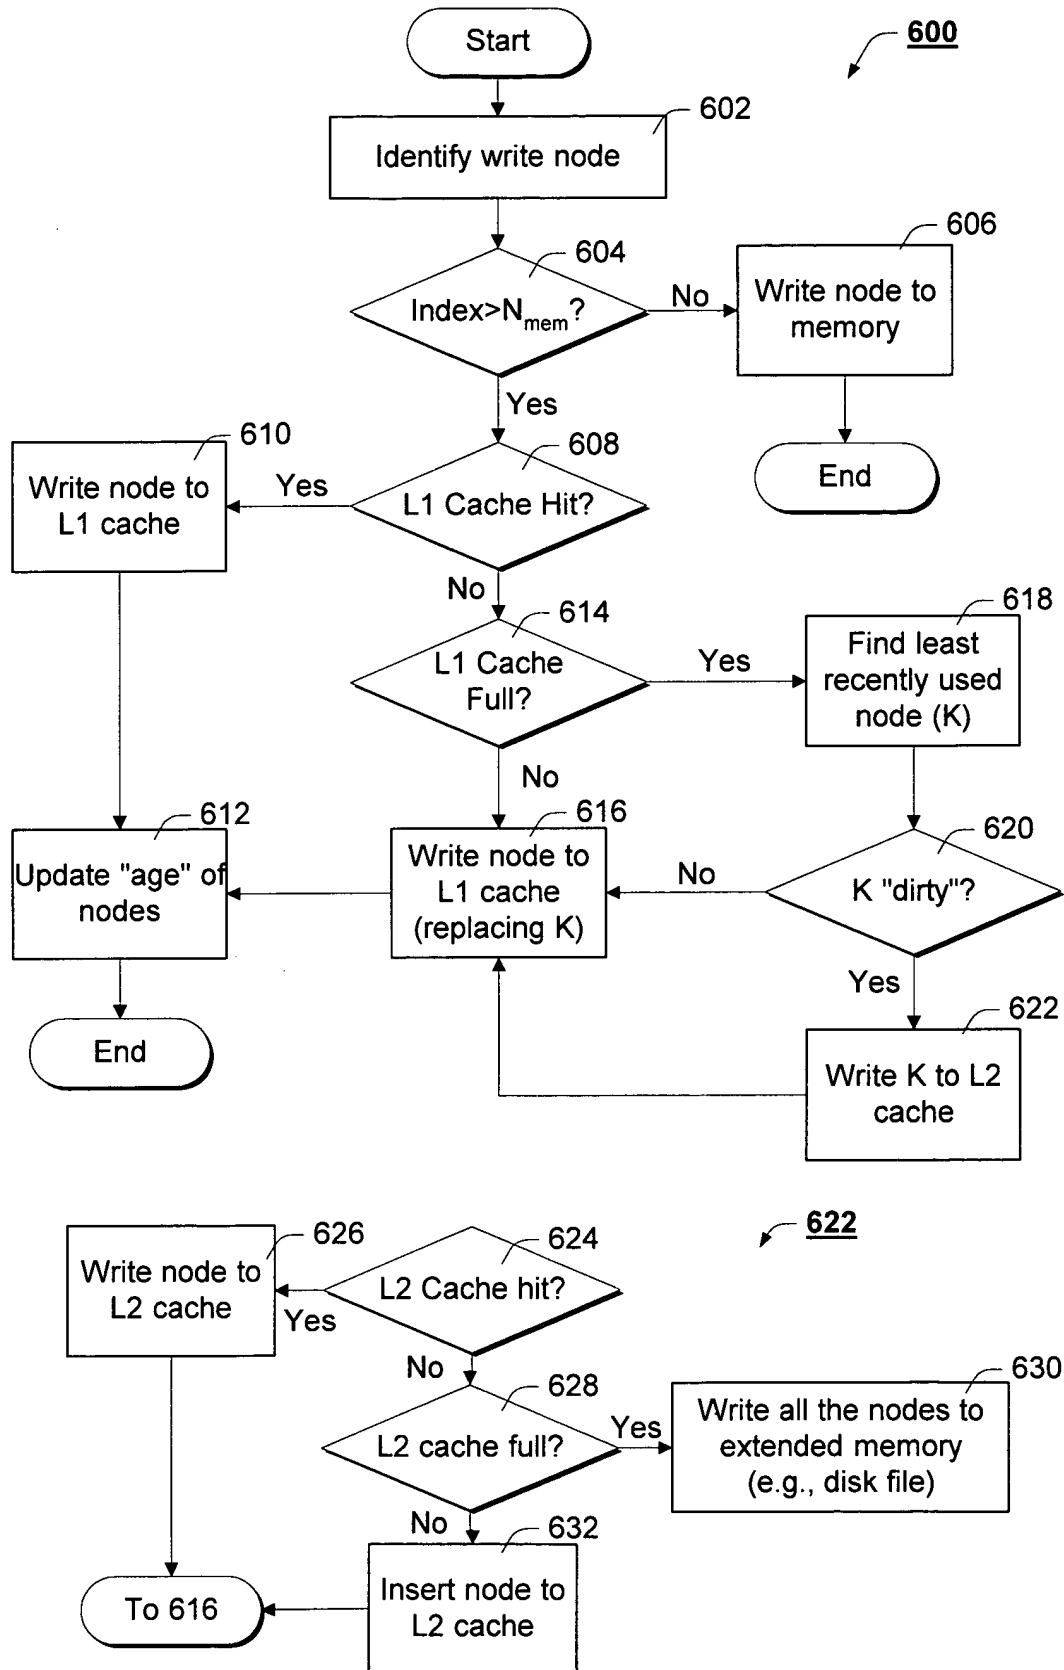 Start
600
602
Identify write node
604
606
Index>Nmem?
No
Write node to
memory
Yes
End
610
608
Write node to
L1 cache
Yes
L1 Cache Hit?
No
614
618
L1 Cache
Full?
Yes
Find least
recently used
node (K)
No
612
616
620
Update "age" of
nodes
Write node to
L1 cache
(replacing K)
No
K "dirty"?
Yes
End
622
Write K to L2
cache
622
626
624
Write node to
L2 cache
Yes
L2 Cache hit?
No
628
630
L2 cache full?
Yes
Write all the nodes to
extended memory
(e.g., disk file)
No
632
To 616
Insert node to
L2 cache